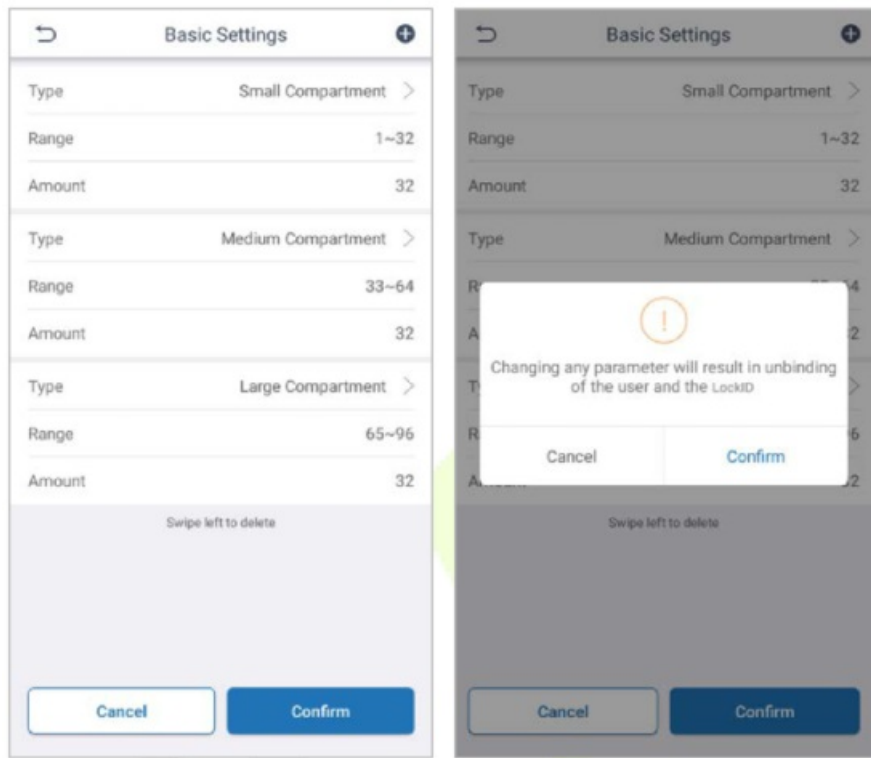 Basic Settings
Type Small Compartment
Range 1~32
Amount 32
Type Medium Compartment
Range 33~64
Amount 32
Type Large Compartment
Range 65~96
Amount 32
Swipe left to delete
Cancel Confirm
Basic Settings
Type Small Compartment
Range 1~32
Amount 32
Type Medium Compartment
Changing any parameter will result in unbinding
of the user and the LockID
Cancel Confirm
Swipe left to delete
Cancel Confirm